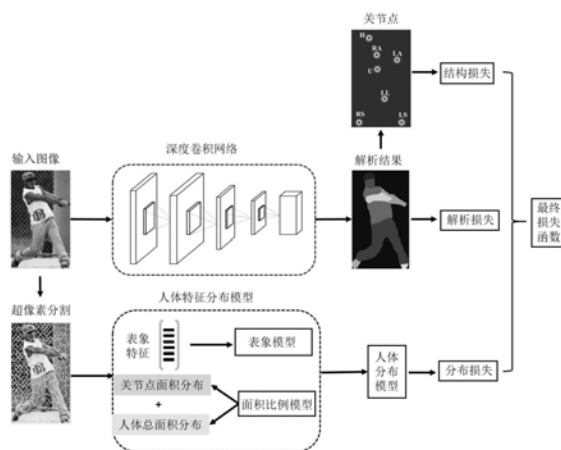 关节点
H
RA
LA
U
LL
RS
LS
结构损失
深度卷积网络
输入图像
解析结果
解析损失
最终
损失
函数
超像素分割
人体特征分布模型
表象
特征
表象模型
关节点面积分布
+
人体总面积分布
面积比例模型
人体
分布
模型
分布损失